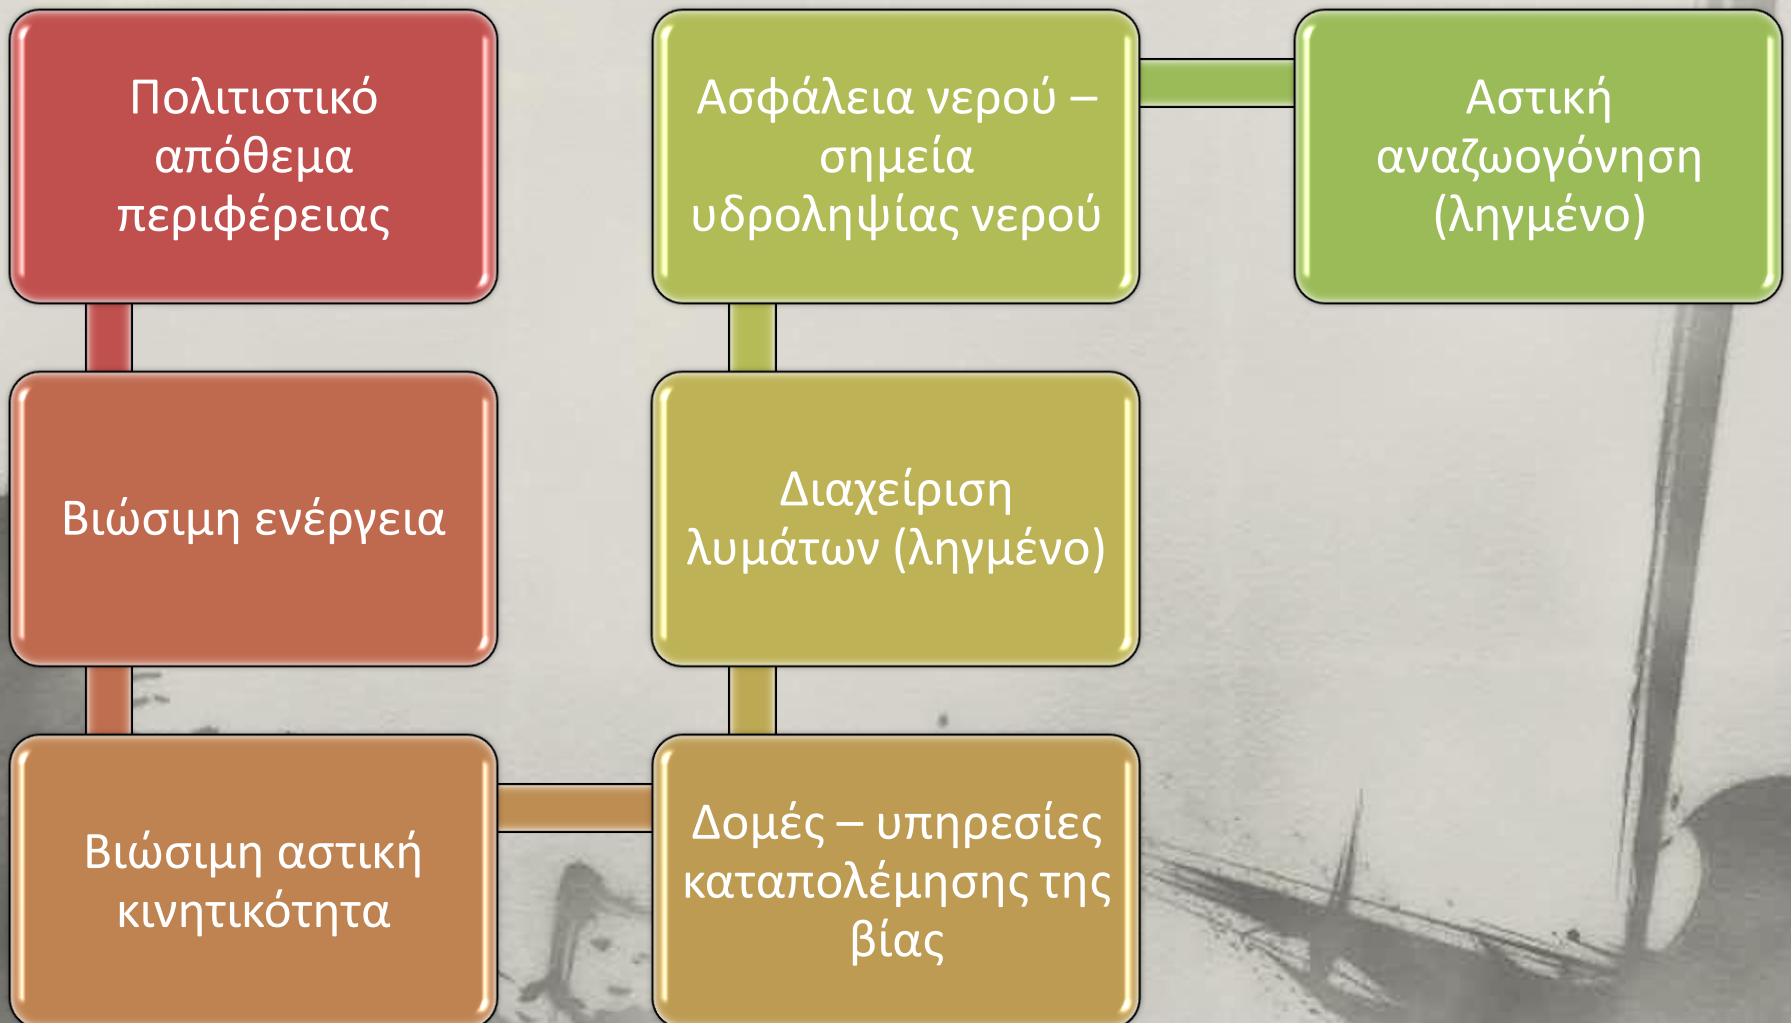 Πολιτιστικό
απόθεμα
περιφέρειας
Βιώσιμη ενέργεια
Βιώσιμη αστική
κινητικότητα
Δομές – υπηρεσίες
καταπολέμησης της
βίας
Διαχείριση
λυμάτων (ληγμένο)
Ασφάλεια νερού –
σημεία
υδροληψίας νερού
Αστική
αναζωογόνηση
(ληγμένο)